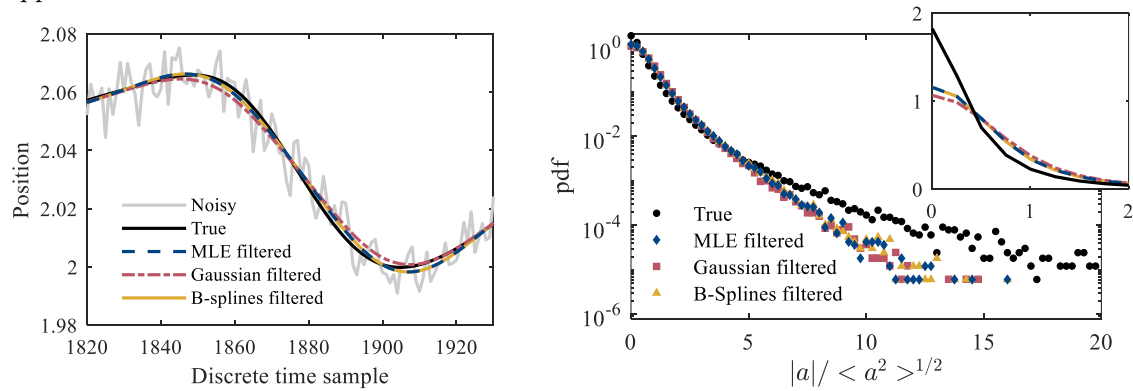 2.08
2.06
2.04
2.02
2
1.98
Position
Noisy
True
MLE filtered
Gaussian filtered
B-splines filtered
1820 1840 1860 1880 1900 1920
Discrete time sample
10^0
10^-2
10^-4
10^-6
pdf
True
MLE filtered
Gaussian filtered
B-Splines filtered
0 5 10 15 20
|a|/ < a^2 >^1/2
2
1
0
0 1 2